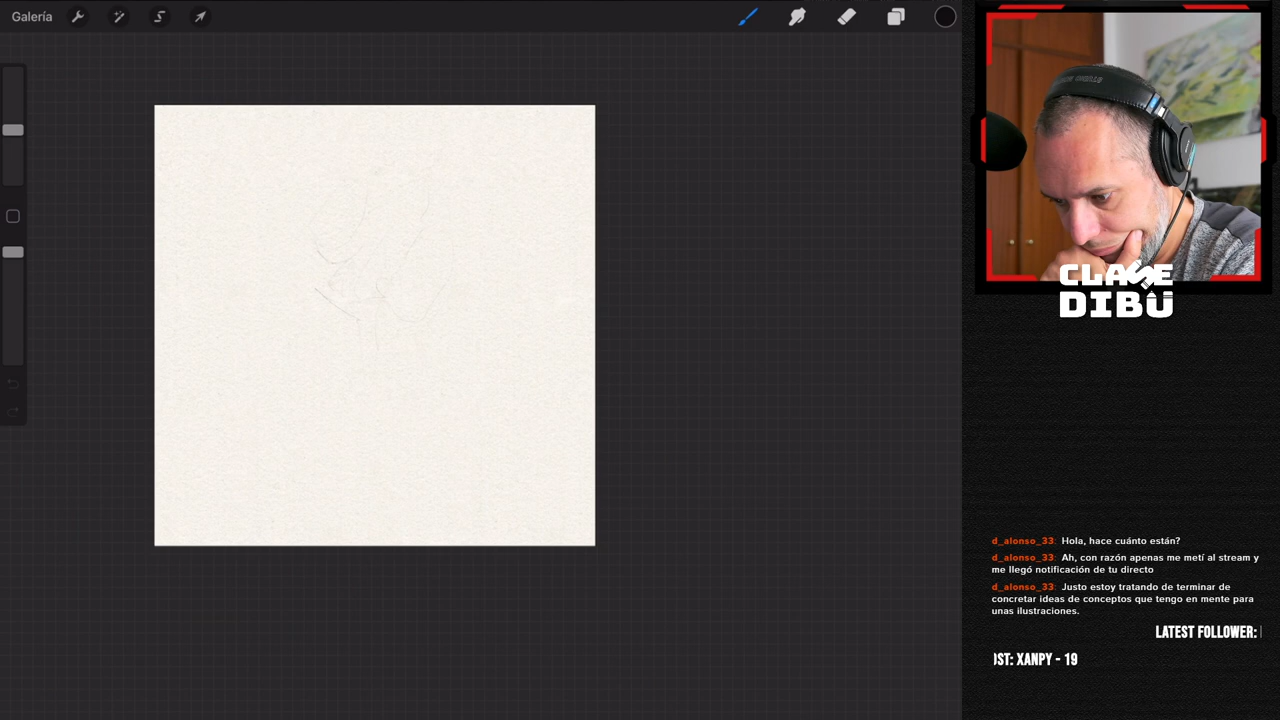 Galería
CLASE
DIBU
d_alonso_33: Hola, hace cuánto están?
d_alonso_33: Ah, con razón apenas me metí al stream y
me llegó notificación de tu directo
d_alonso_33: Justo estoy tratando de terminar de
concretar ideas de conceptos que tengo en mente para
unas ilustraciones.
LATEST FOLLOWER:
OST: XANPY - 19